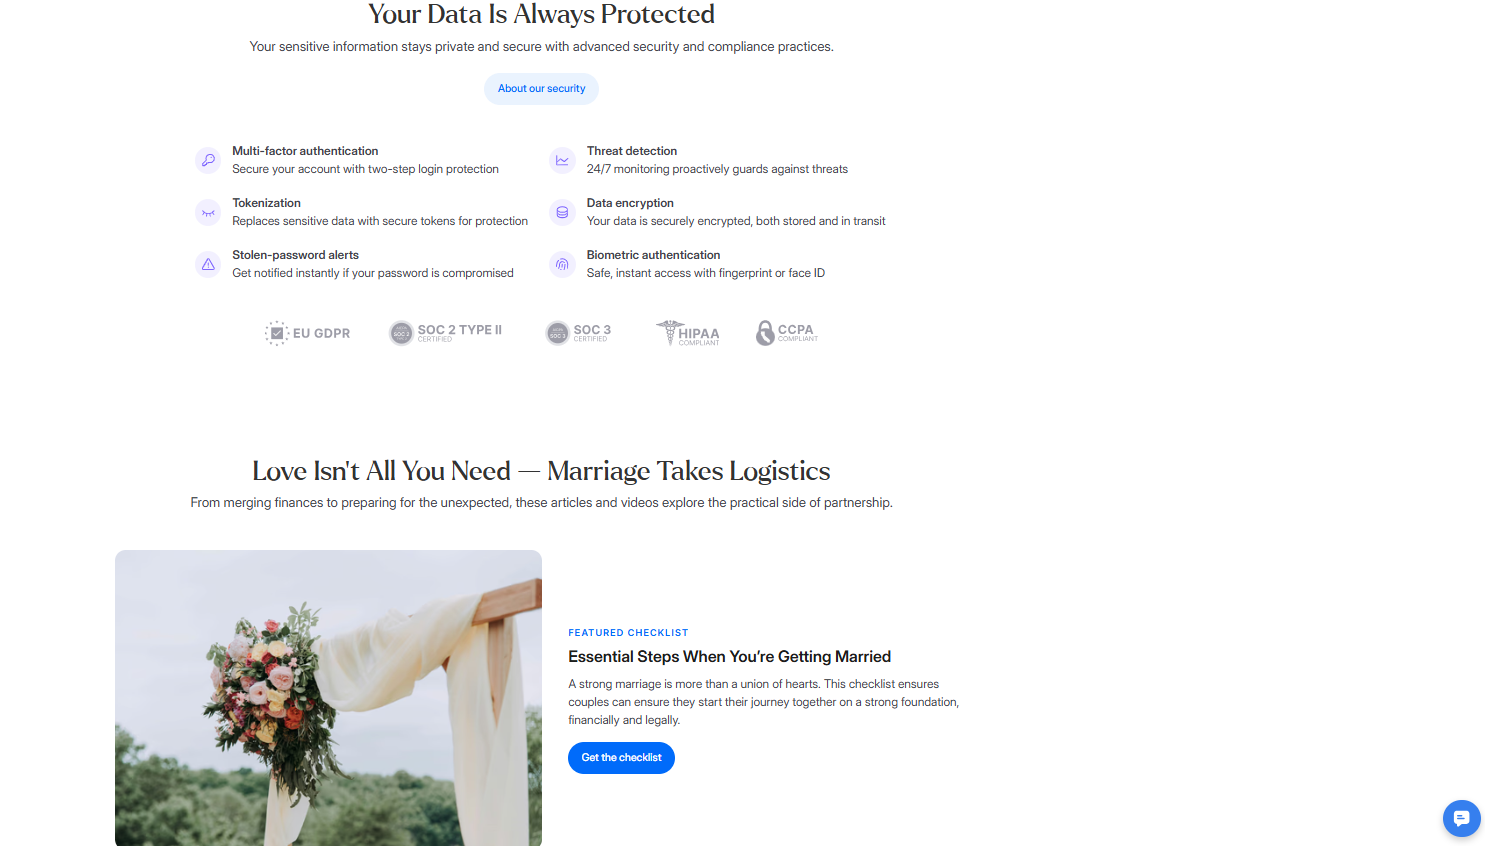 Your Data Is Always Protected
Your sensitive information stays private and secure with advanced security and compliance practices.
About our security
Multi-factor authentication
Secure your account with two-step login protection
Threat detection
24/7 monitoring proactively guards against threats
Tokenization
Replaces sensitive data with secure tokens for protection
Data encryption
Your data is securely encrypted, both stored and in transit
Stolen-password alerts
Get notified instantly if your password is compromised
Biometric authentication
Safe, instant access with fingerprint or face ID
EU GDPR
SOC 2
SOC 2 TYPE II
CERTIFIED
SOC 3
CERTIFIED
HIPAA
COMPLIANT
CCPA
COMPLIANT
Love Isn't All You Need — Marriage Takes Logistics
From merging finances to preparing for the unexpected, these articles and videos explore the practical side of partnership.
FEATURED CHECKLIST
Essential Steps When You’re Getting Married
A strong marriage is more than a union of hearts. This checklist ensures
couples can ensure they start their journey together on a strong foundation,
financially and legally.
Get the checklist